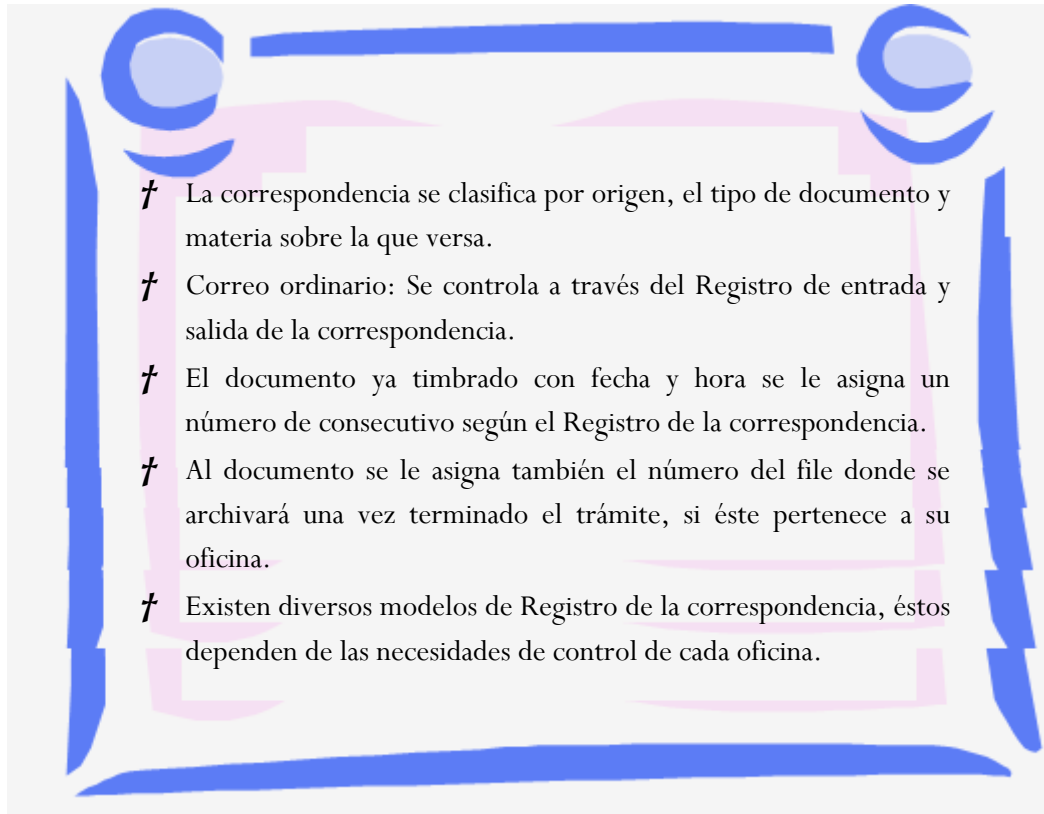 † La correspondencia se clasifica por origen, el tipo de documento y
materia sobre la que versa.
† Correo ordinario: Se controla a través del Registro de entrada y
salida de la correspondencia.
† El documento ya timbrado con fecha y hora se le asigna un
número de consecutivo según el Registro de la correspondencia.
† Al documento se le asigna también el número del file donde se
archivará una vez terminado el trámite, si éste pertenece a su
oficina.
† Existen diversos modelos de Registro de la correspondencia, éstos
dependen de las necesidades de control de cada oficina.